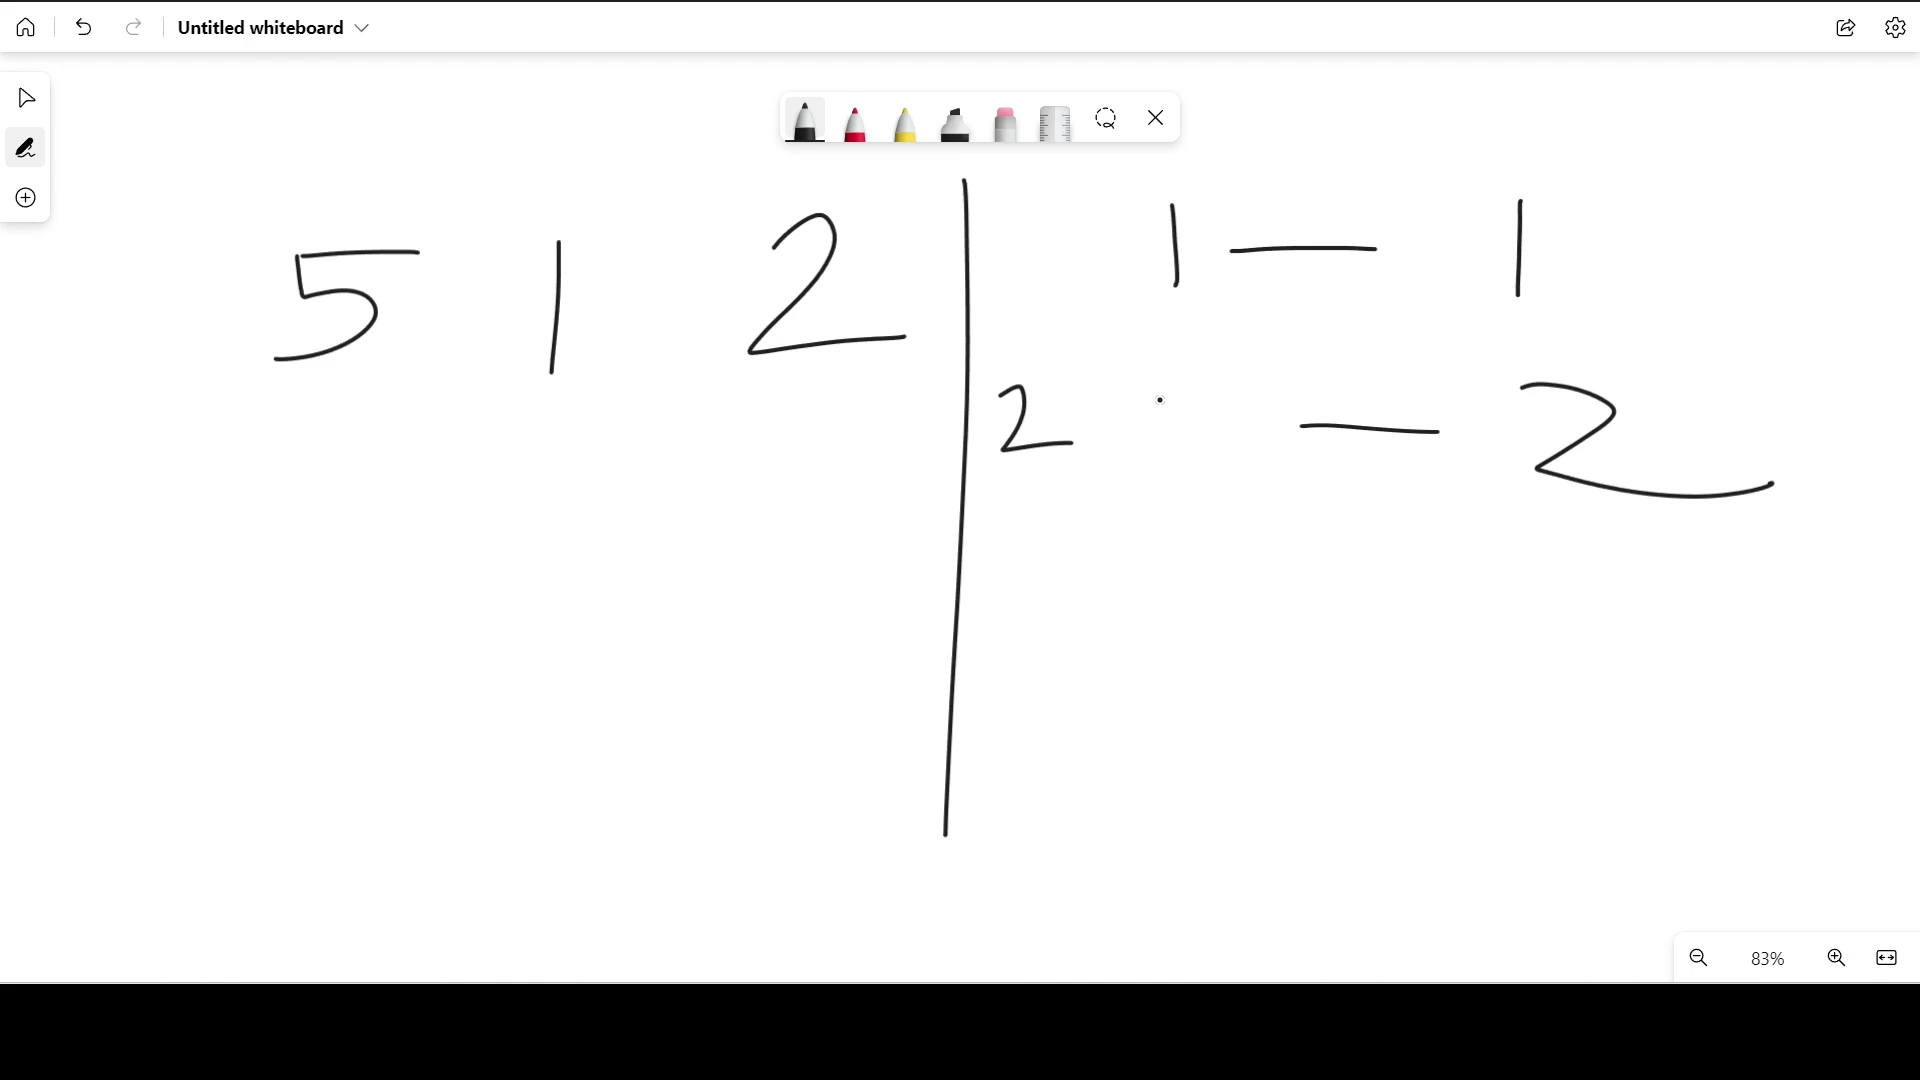 Untitled whiteboard
5 1 2
1 — 1
2 — 2
83%